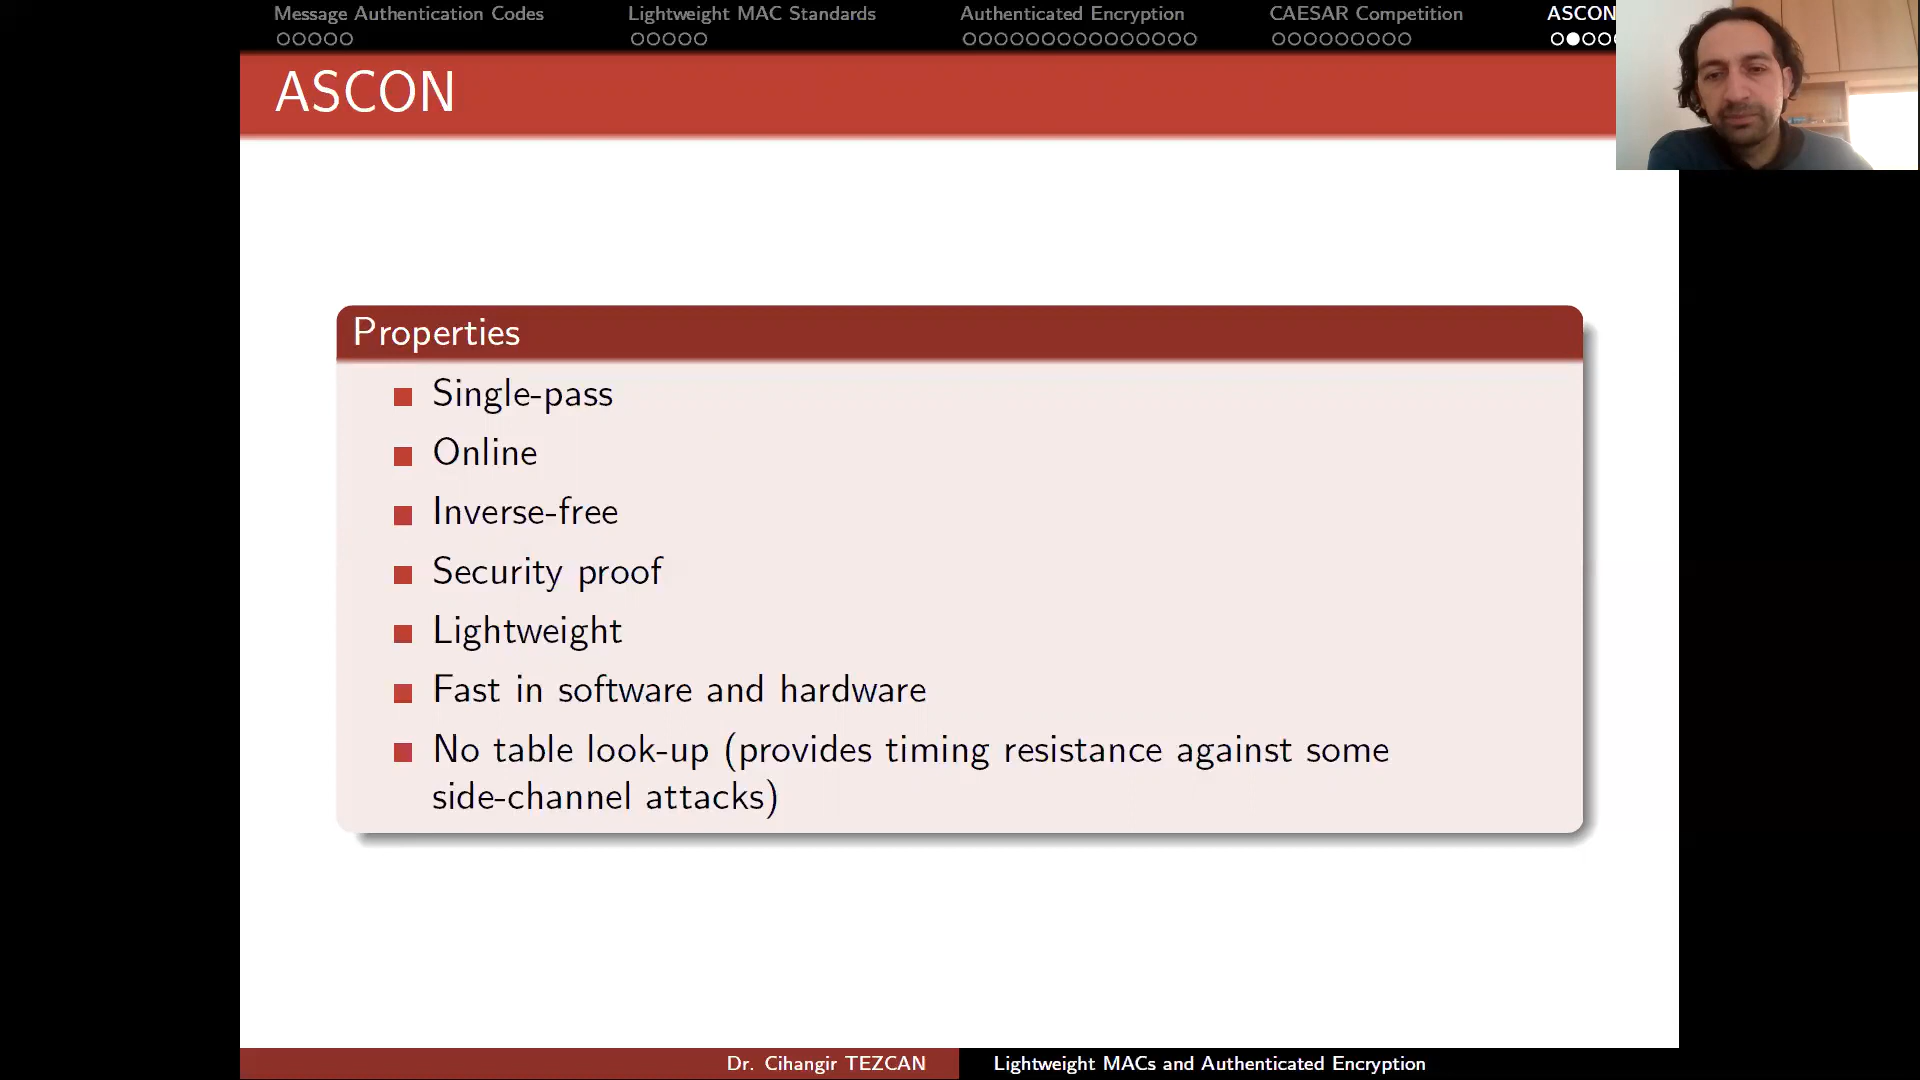 Message Authentication Codes
Lightweight MAC Standards
Authenticated Encryption
CAESAR Competition
ASCON
ASCON
Properties
Single-pass
Online
Inverse-free
Security proof
Lightweight
Fast in software and hardware
No table look-up (provides timing resistance against some
side-channel attacks)
Dr. Cihangir TEZCAN
Lightweight MACs and Authenticated Encryption